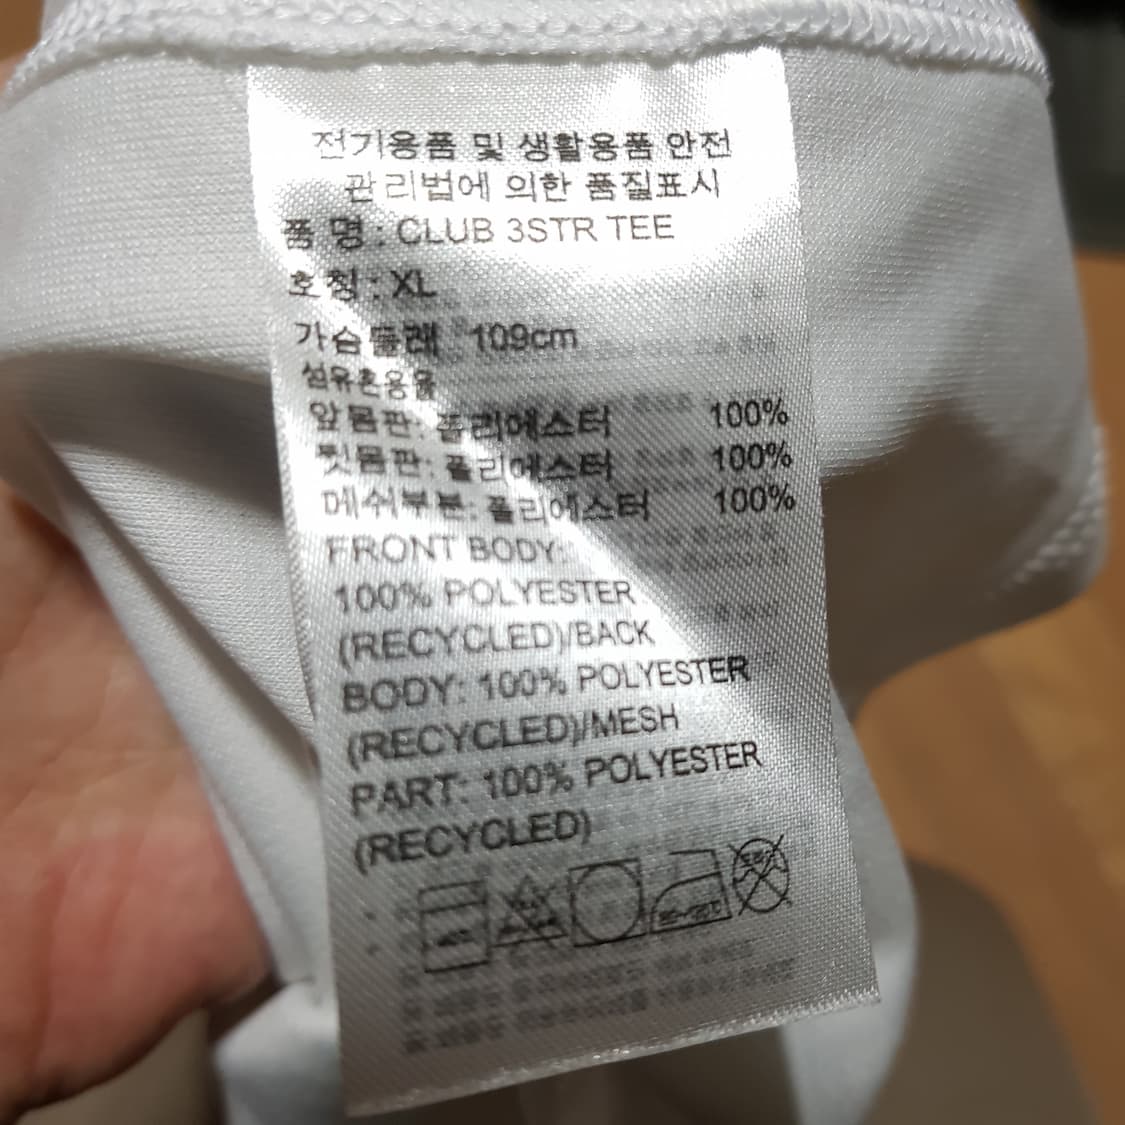 전기용품 및 생활용품 안전
관리법에 의한 품질표시
품 명 : CLUB 3STR TEE
호칭 : XL
가슴둘레 109cm
섬유혼용율
앞몸판: 폴리에스터 100%
뒷몸판: 폴리에스터 100%
메쉬부분: 폴리에스터 100%
FRONT BODY:
100% POLYESTER
(RECYCLED)/BACK
BODY: 100% POLYESTER
(RECYCLED)/MESH
PART: 100% POLYESTER
(RECYCLED)